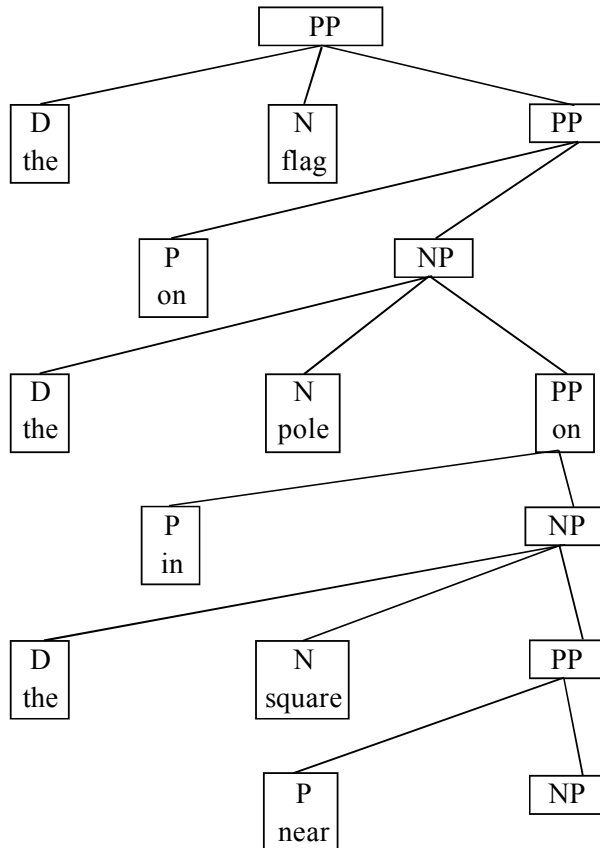 PP
D N PP
the flag
P NP
on
D N PP
the pole on
P NP
in
D N PP
the square
P NP
near